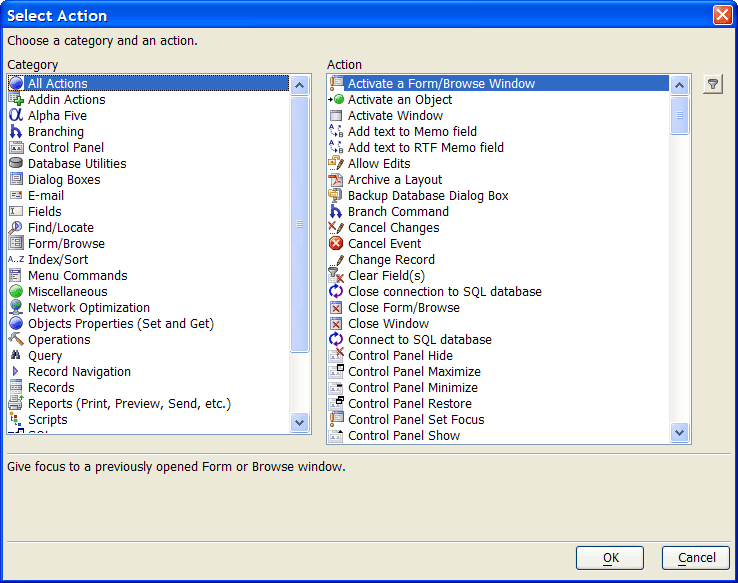 Select Action
Choose a category and an action.
Category
All Actions
Addin Actions
Alpha Five
Branching
Control Panel
Database Utilities
Dialog Boxes
E-mail
Fields
Find/Locate
Form/Browse
A..Z Index/Sort
Menu Commands
Miscellaneous
Network Optimization
Objects Properties (Set and Get)
Operations
Query
Record Navigation
Records
Reports (Print, Preview, Send, etc.)
Scripts
Action
Activate a Form/Browse Window
Activate an Object
Activate Window
Add text to Memo field
Add text to RTF Memo field
Allow Edits
Archive a Layout
Backup Database Dialog Box
Branch Command
Cancel Changes
Cancel Event
Change Record
Clear Field(s)
Close connection to SQL database
Close Form/Browse
Close Window
Connect to SQL database
Control Panel Hide
Control Panel Maximize
Control Panel Minimize
Control Panel Restore
Control Panel Set Focus
Control Panel Show
Give focus to a previously opened Form or Browse window.
OK
Cancel